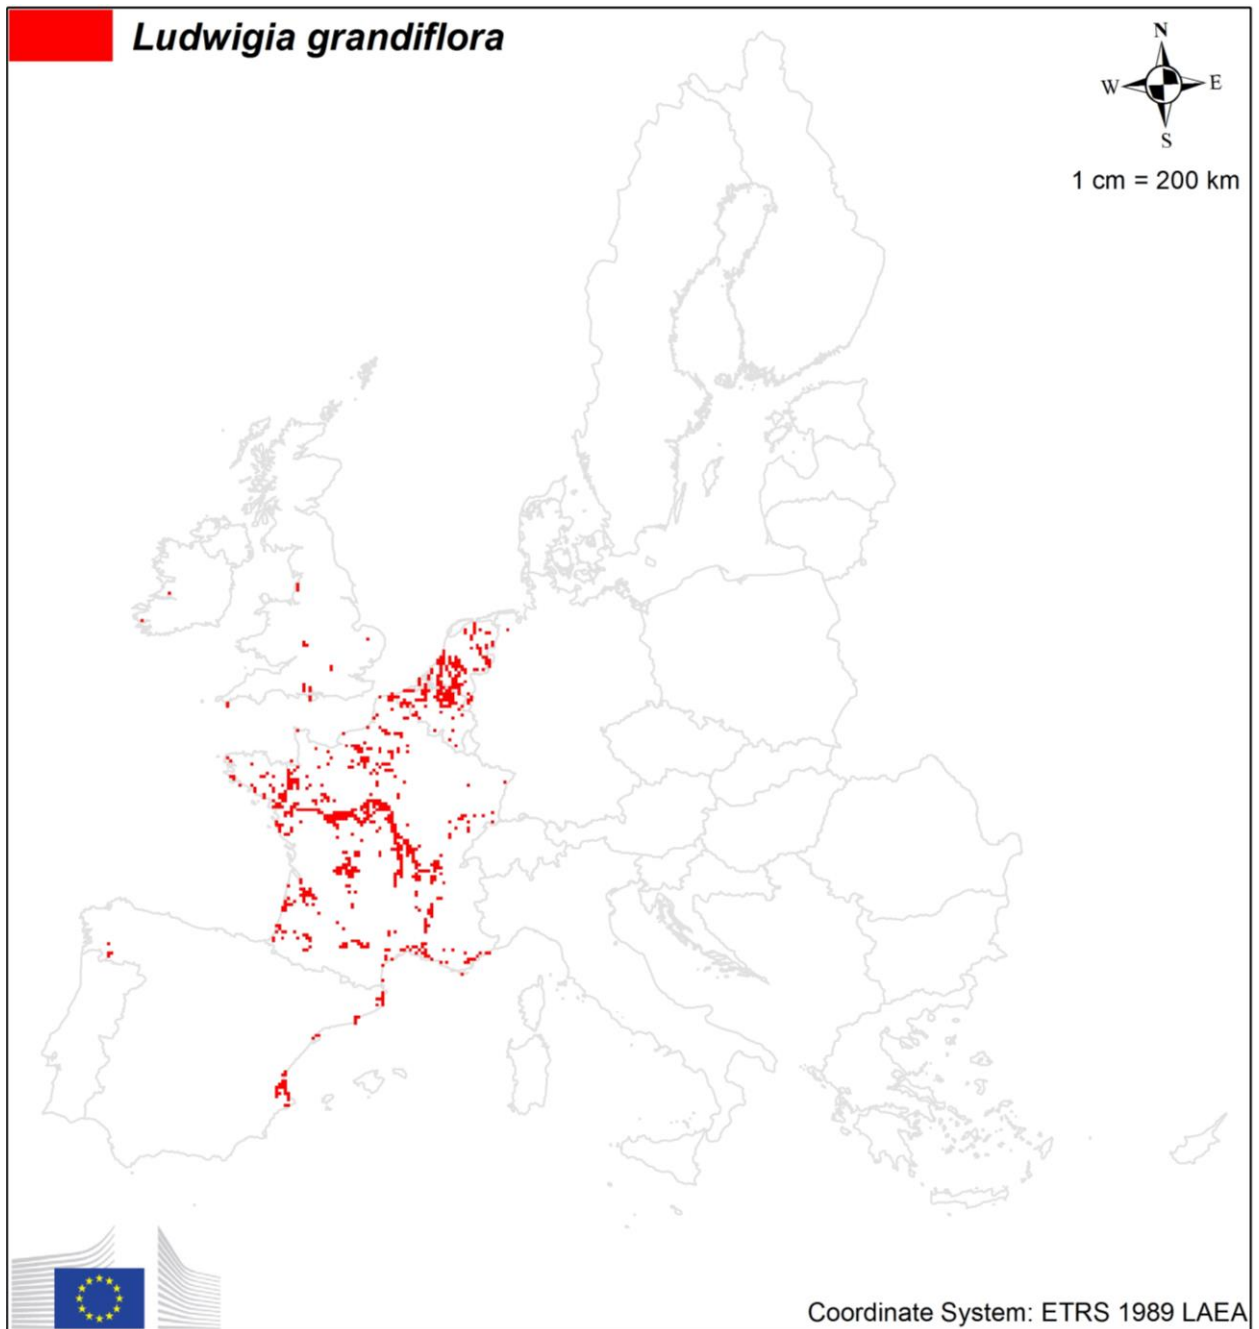 Ludwigia grandiflora
N
W E
S
1 cm = 200 km
Coordinate System: ETRS 1989 LAEA